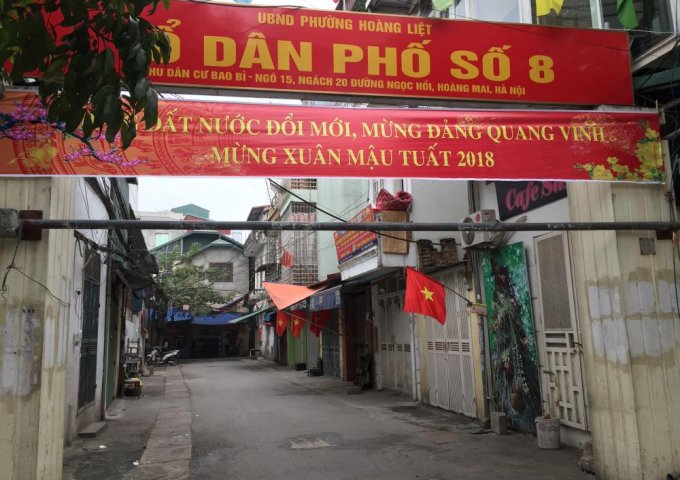 UBND PHƯỜNG HOÀNG LIỆT
Ổ DÂN PHỐ SỐ 8
KHU DÂN CƯ BAO BÌ - NGÕ 15, NGÁCH 20 ĐƯỜNG NGỌC HỒI, HOÀNG MAI, HÀ NỘI
ĐẤT NƯỚC ĐỔI MỚI, MỪNG ĐẢNG QUANG VINH
MỪNG XUÂN MẬU TUẤT 2018
Cafe